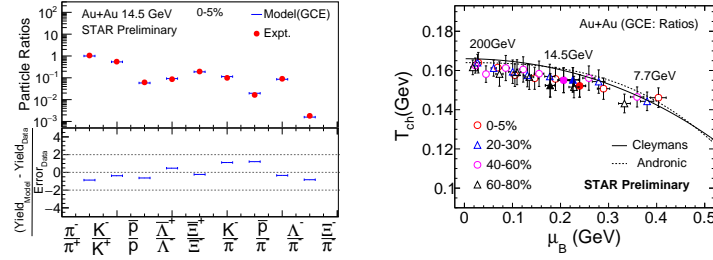 Au+Au 14.5 GeV 0-5%
STAR Preliminary
Model(GCE)
Expt.
Particle Ratios
10²
10
1
10⁻¹
10⁻²
10⁻³
(Yield_Model - Yield_Data
Error_Data
4
2
0
−2
−4
π⁻ K⁻ p̅ Λ̅⁺ Ξ̅⁺ K⁻ p̅ Λ⁻ Ξ⁻
π⁺ K⁺ p Λ⁻ Ξ⁻ π⁻ π⁻ π⁻ π⁻
Au+Au (GCE: Ratios)
200GeV
14.5GeV
7.7GeV
T_ch(GeV)
0.18
0.16
0.14
0.12
0.1
0-5%
20-30%
40-60%
60-80%
Cleymans
Andronic
STAR Preliminary
0 0.1 0.2 0.3 0.4 0.5
μ_B (GeV)